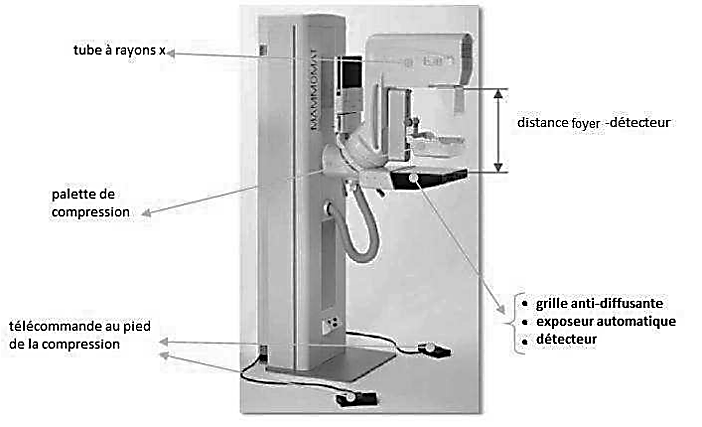 tube à rayons x
MAMMOMAT
distance foyer -détecteur
palette de
compression
• grille anti-diffusante
• exposeur automatique
• détecteur
télécommande au pied
de la compression